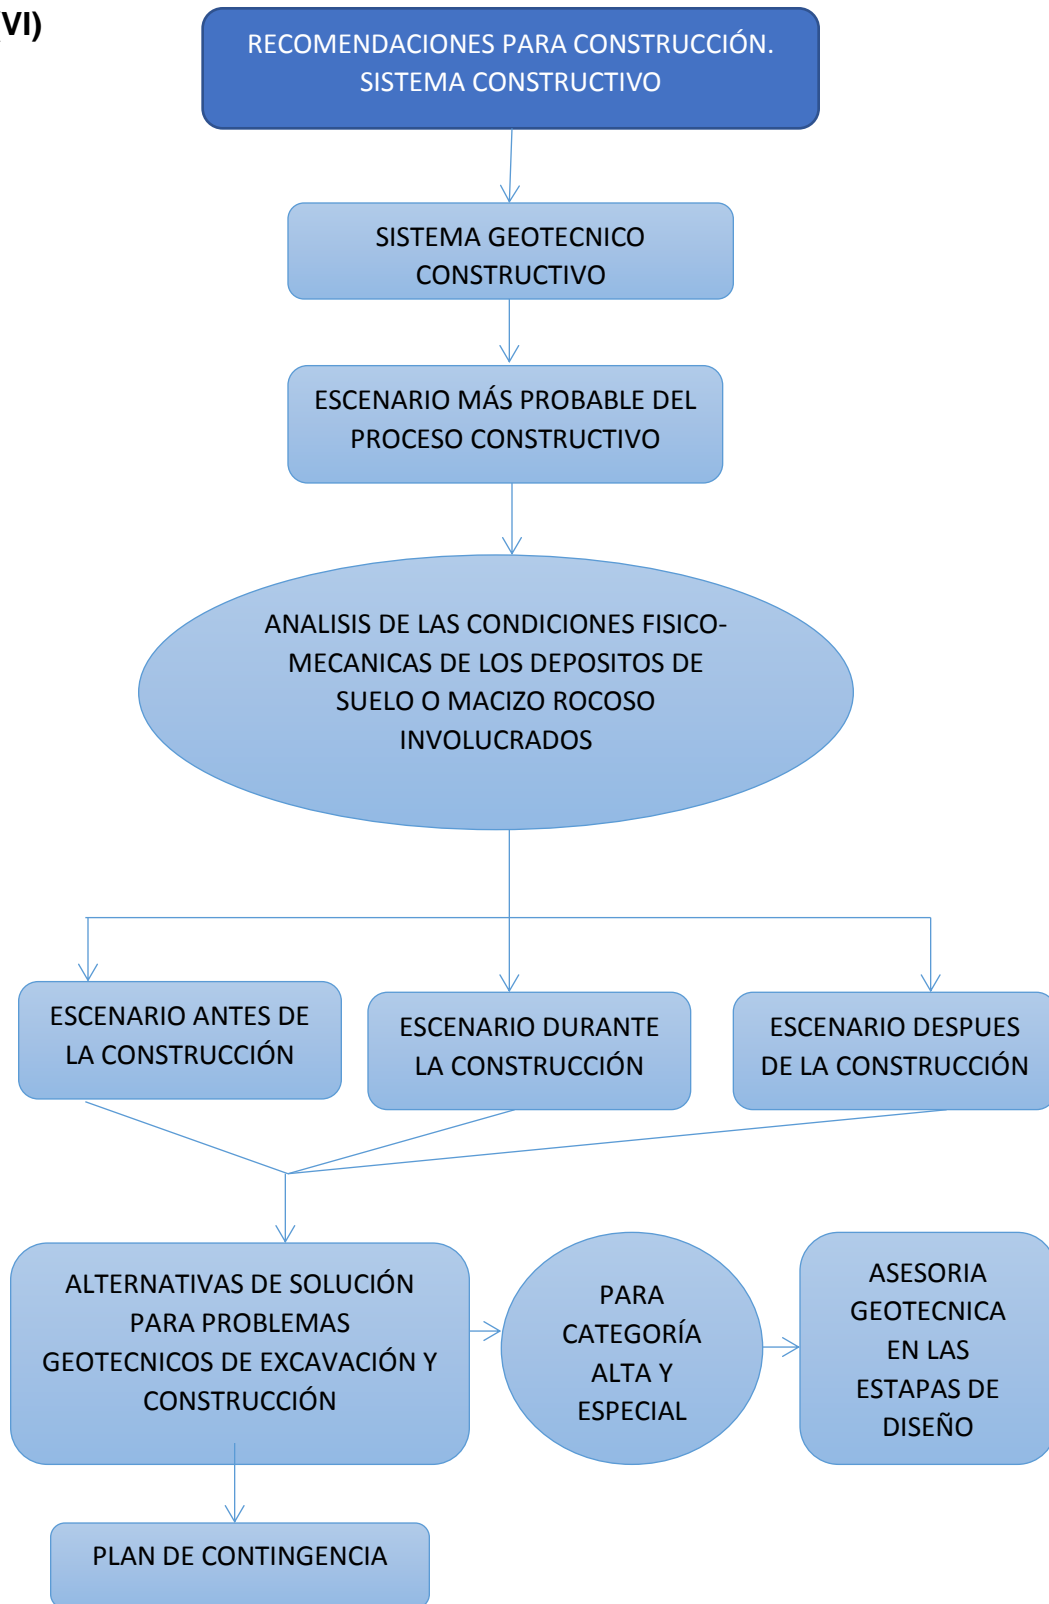 VI)
RECOMENDACIONES PARA CONSTRUCCIÓN.
SISTEMA CONSTRUCTIVO
SISTEMA GEOTECNICO
CONSTRUCTIVO
ESCENARIO MÁS PROBABLE DEL
PROCESO CONSTRUCTIVO
ANALISIS DE LAS CONDICIONES FISICO-
MECANICAS DE LOS DEPOSITOS DE
SUELO O MACIZO ROCOSO
INVOLUCRADOS
ESCENARIO ANTES DE
LA CONSTRUCCIÓN
ESCENARIO DURANTE
LA CONSTRUCCIÓN
ESCENARIO DESPUES
DE LA CONSTRUCCIÓN
ALTERNATIVAS DE SOLUCIÓN
PARA PROBLEMAS
GEOTECNICOS DE EXCAVACIÓN Y
CONSTRUCCIÓN
PARA
CATEGORÍA
ALTA Y
ESPECIAL
ASESORIA
GEOTECNICA
EN LAS
ESTAPAS DE
DISEÑO
PLAN DE CONTINGENCIA